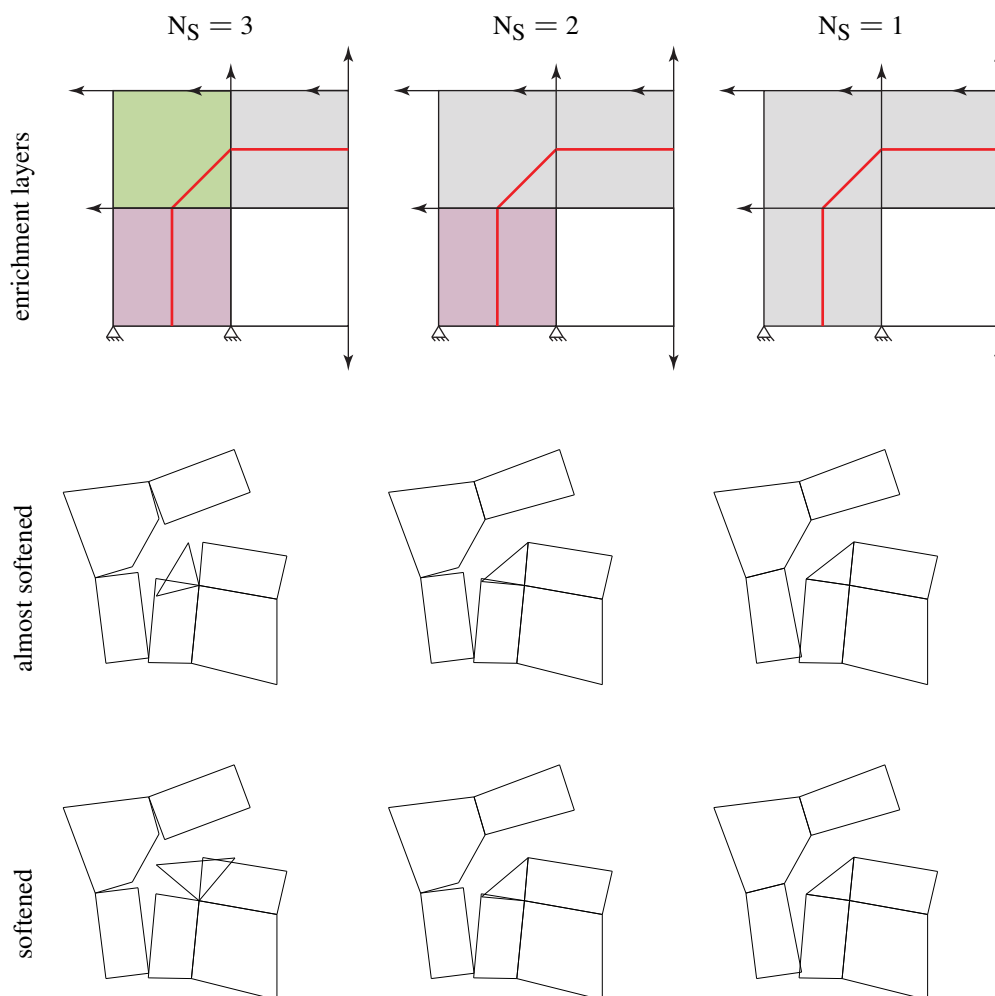 N_S = 3
N_S = 2
N_S = 1
enrichment layers
almost softened
softened